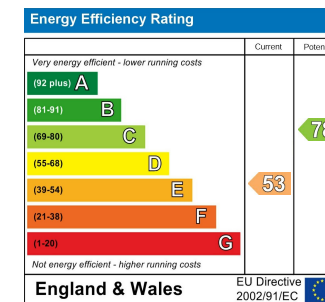 Energy Efficiency Rating
Current
Very energy efficient - lower running costs
(92 plus) A
(81-91) B
(69-80) C
(55-68) D
53
(39-54) E
(21-38) F
(1-20) G
Not energy efficient - higher running costs
England & Wales
EU Directive
2002/91/EC